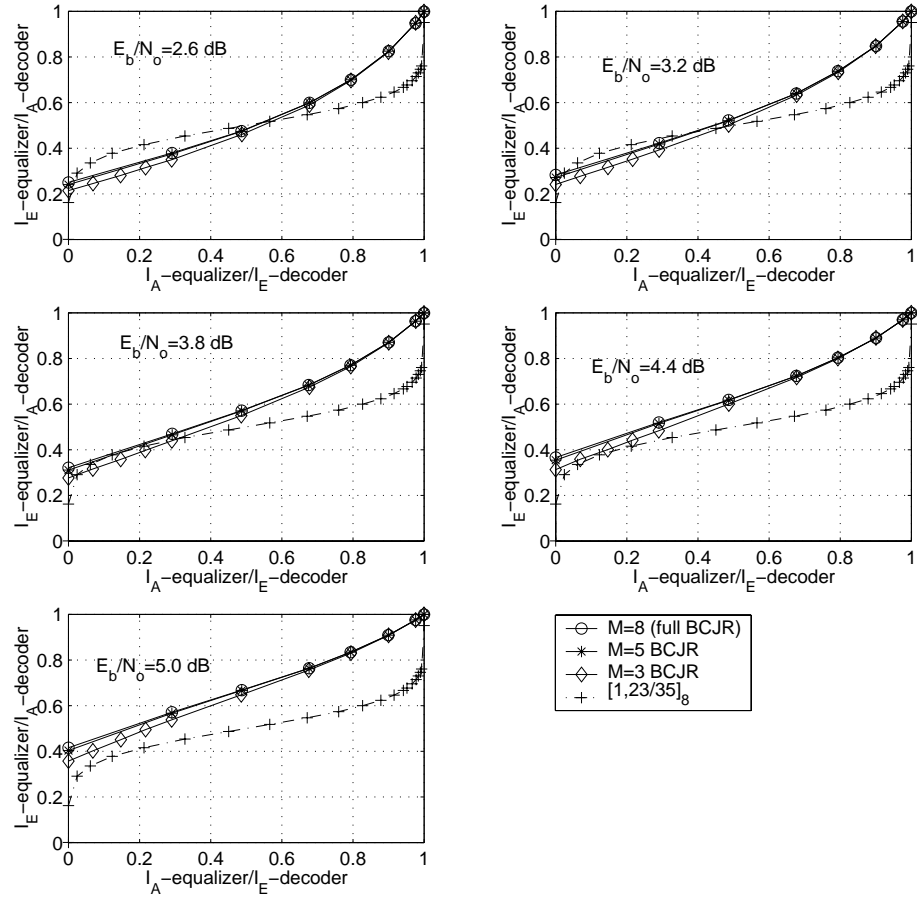 1
0.8
0.6
0.4
0.2
0
0 0.2 0.4 0.6 0.8 1
E_b/N_o=2.6 dB
I_E−equalizer/I_A−decoder
I_A−equalizer/I_E−decoder
1
0.8
0.6
0.4
0.2
0
0 0.2 0.4 0.6 0.8 1
E_b/N_o=3.2 dB
I_E−equalizer/I_A−decoder
I_A−equalizer/I_E−decoder
1
0.8
0.6
0.4
0.2
0
0 0.2 0.4 0.6 0.8 1
E_b/N_o=3.8 dB
I_E−equalizer/I_A−decoder
I_A−equalizer/I_E−decoder
1
0.8
0.6
0.4
0.2
0
0 0.2 0.4 0.6 0.8 1
E_b/N_o=4.4 dB
I_E−equalizer/I_A−decoder
I_A−equalizer/I_E−decoder
1
0.8
0.6
0.4
0.2
0
0 0.2 0.4 0.6 0.8 1
E_b/N_o=5.0 dB
I_E−equalizer/I_A−decoder
I_A−equalizer/I_E−decoder
M=8 (full BCJR)
M=5 BCJR
M=3 BCJR
[1,23/35]_8